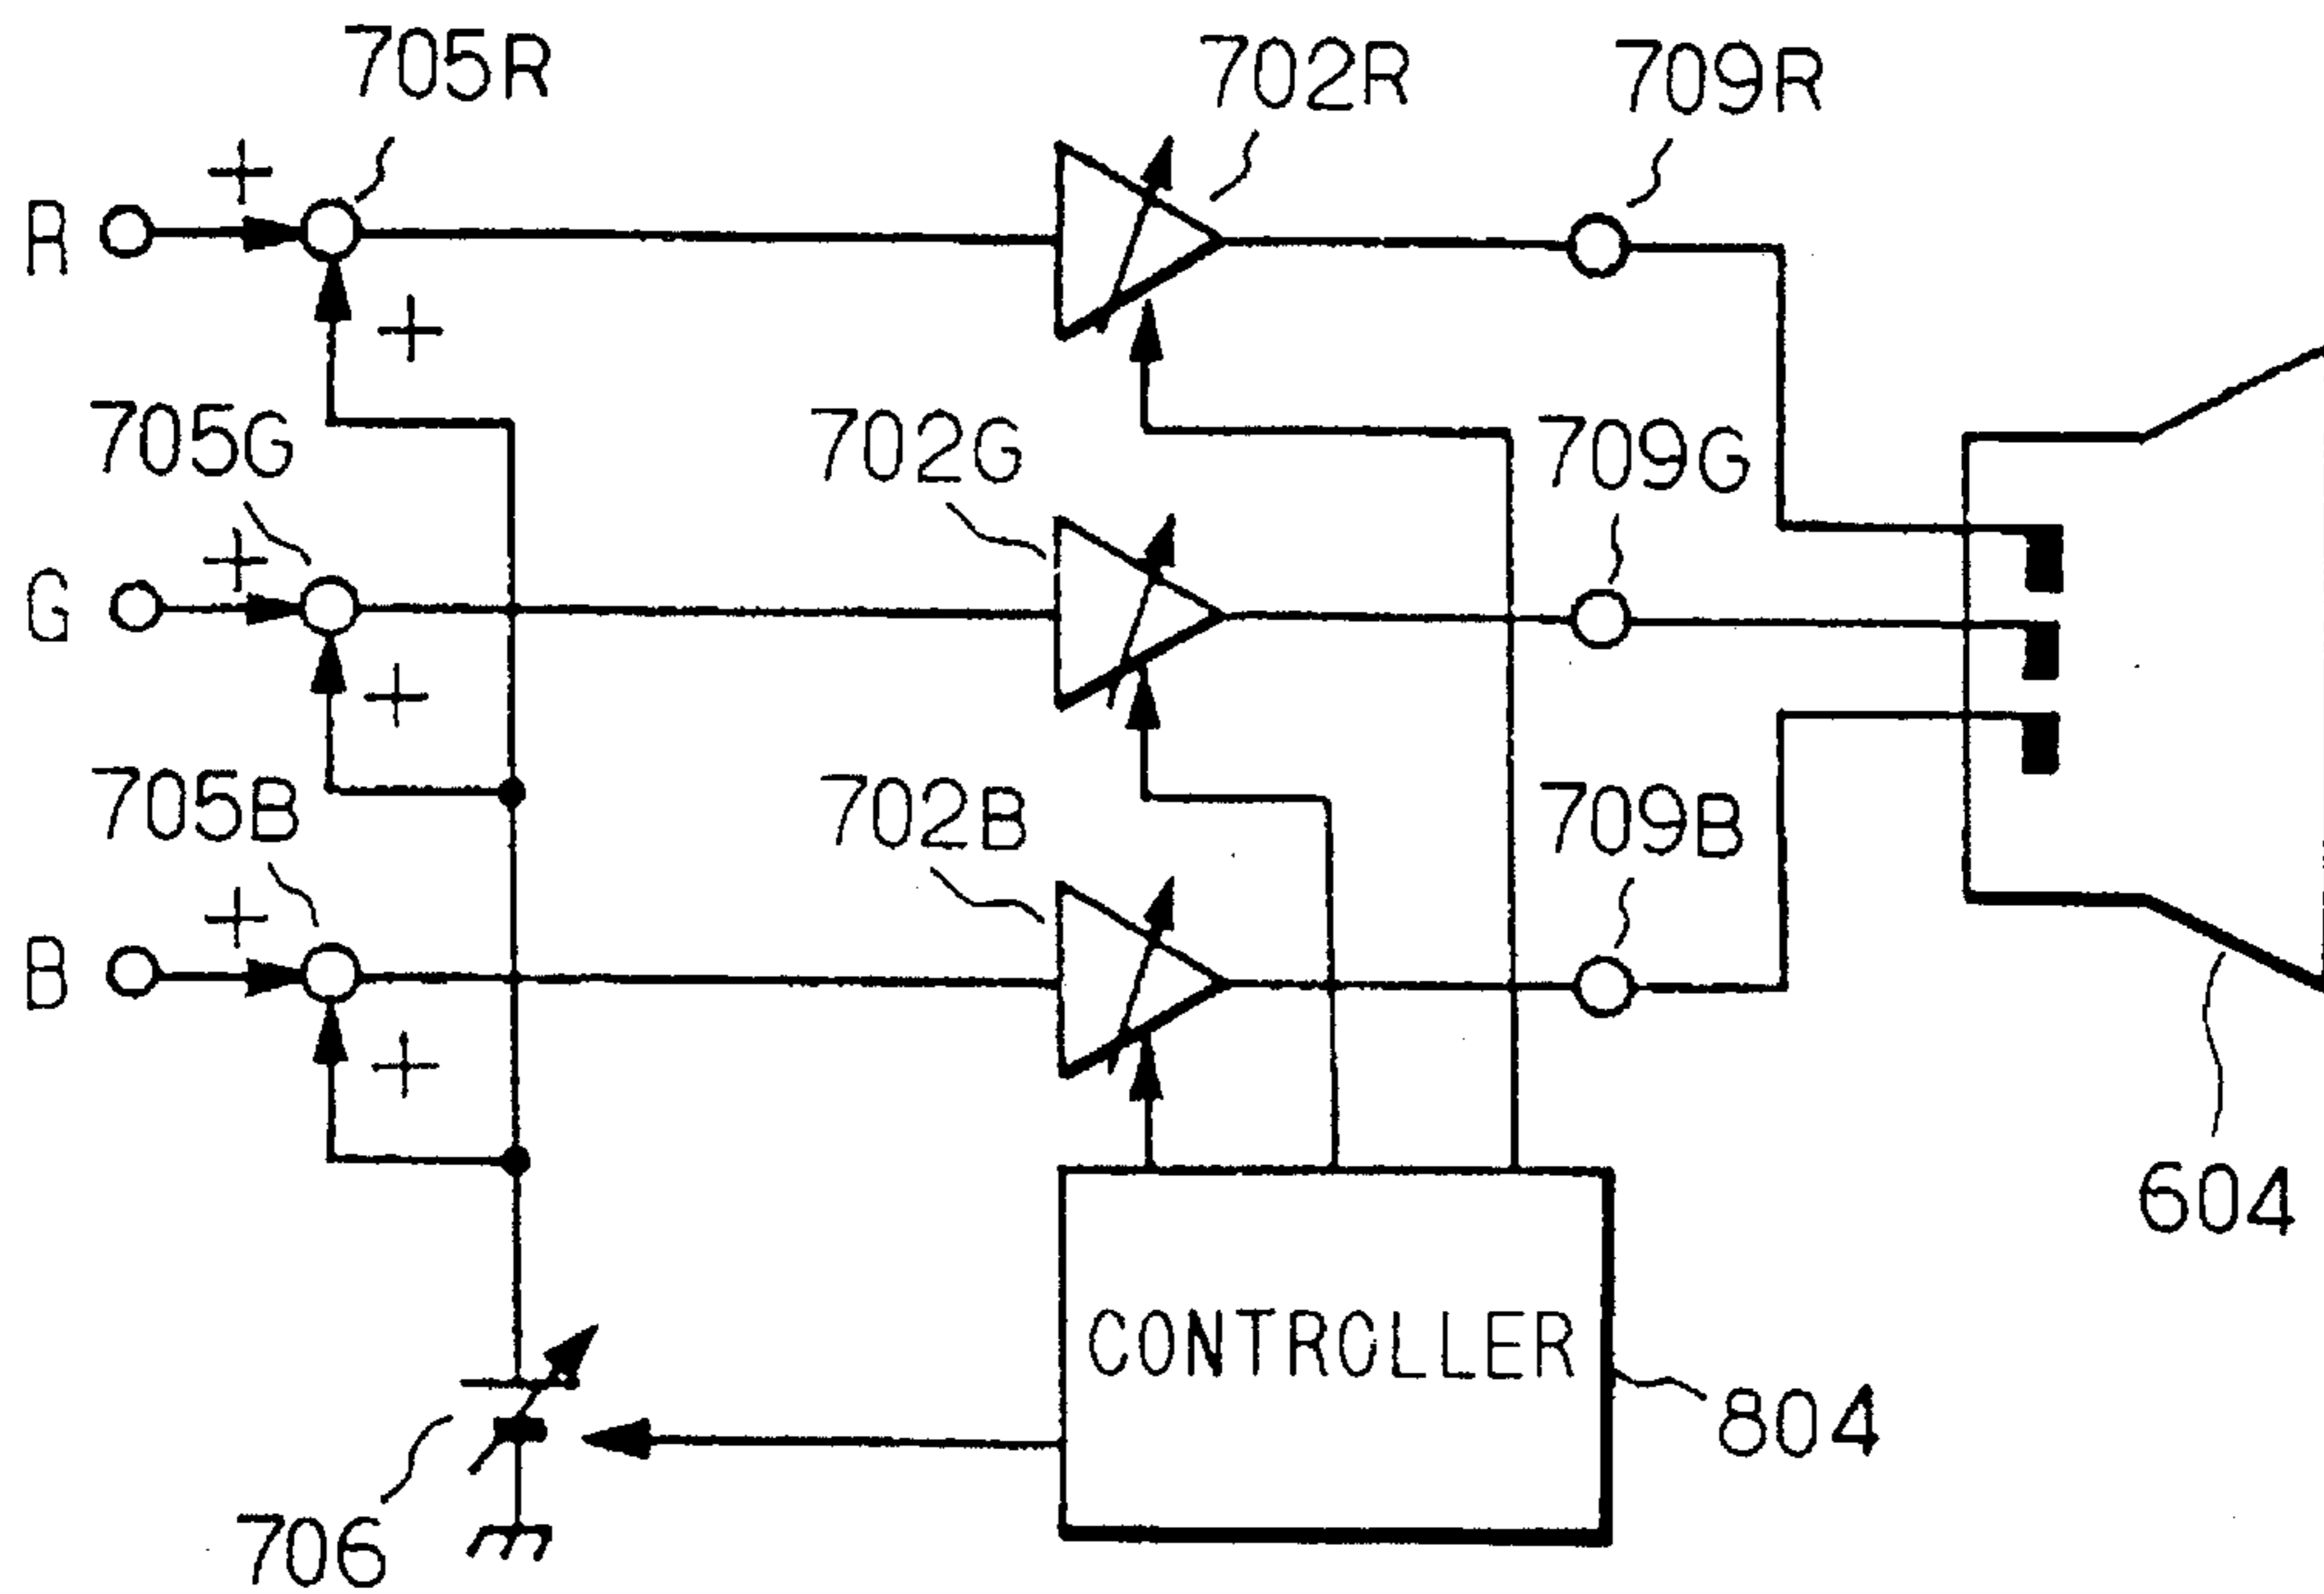 705R
702R
709R
+
R
+
705G
702G
709G
+
G
+
705B
702B
709B
+
B
+
604
CONTROLLER
804
706